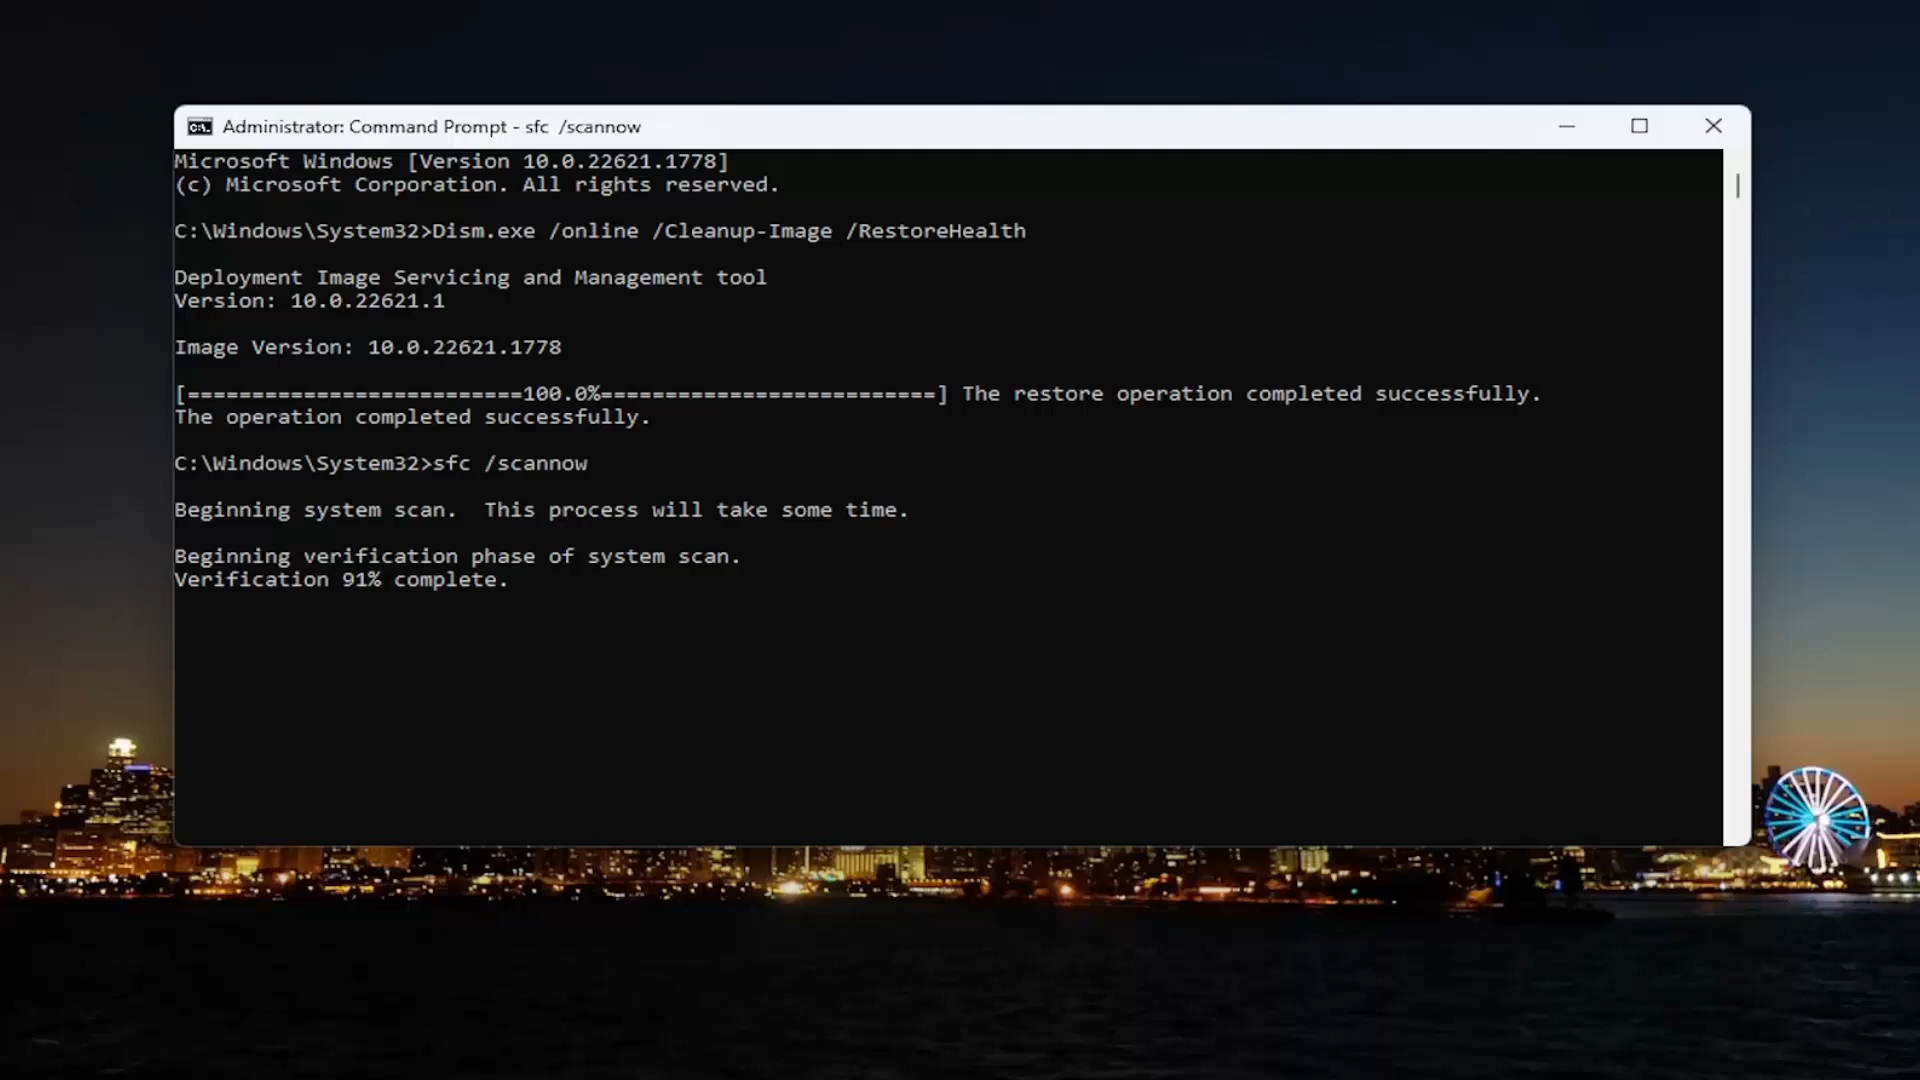 Administrator: Command Prompt - sfc  /scannow
Microsoft Windows [Version 10.0.22621.1778]
(c) Microsoft Corporation. All rights reserved.
C:\Windows\System32>Dism.exe /online /Cleanup-Image /RestoreHealth
Deployment Image Servicing and Management tool
Version: 10.0.22621.1
Image Version: 10.0.22621.1778
[==========================100.0%==========================] The restore operation completed successfully.
The operation completed successfully.
C:\Windows\System32>sfc /scannow
Beginning system scan.  This process will take some time.
Beginning verification phase of system scan.
Verification 91% complete.